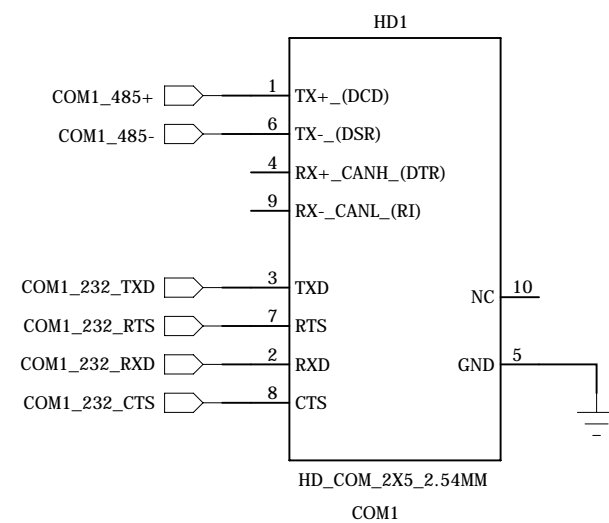 HD1
COM1_485+ 1 TX+_(DCD)
COM1_485- 6 TX-_(DSR)
4 RX+_CANH_(DTR)
9 RX-_CANL_(RI)
COM1_232_TXD 3 TXD
NC 10
COM1_232_RTS 7 RTS
COM1_232_RXD 2 RXD GND 5
COM1_232_CTS 8 CTS
HD_COM_2X5_2.54MM
COM1